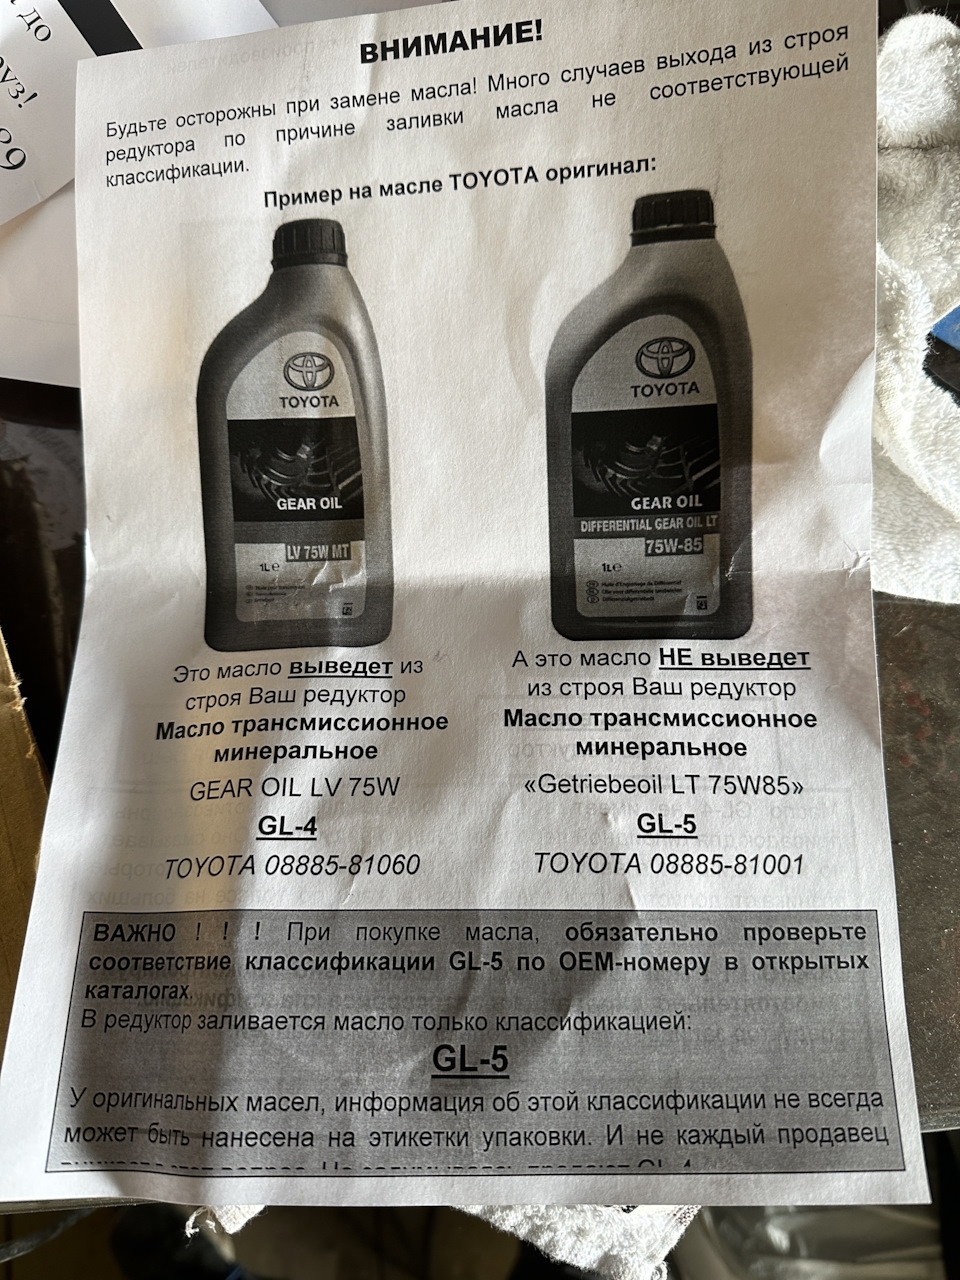 до
руз!
89
ВНИМАНИЕ!
Будьте осторожны при замене масла! Много случаев выхода из строя
редуктора по причине заливки масла не соответствующей
классификации.
Пример на масле TOYOTA оригинал:
TOYOTA
GEAR OIL
LV 75W MT
1L e
TOYOTA
GEAR OIL
DIFFERENTIAL GEAR OIL LT
75W-85
1L e
Это масло выведет из
строя Ваш редуктор
Масло трансмиссионное
минеральное
GEAR OIL LV 75W
GL-4
TOYOTA 08885-81060
А это масло НЕ выведет
из строя Ваш редуктор
Масло трансмиссионное
минеральное
«Getriebeoil LT 75W85»
GL-5
TOYOTA 08885-81001
ВАЖНО ! ! ! При покупке масла, обязательно проверьте
соответствие классификации GL-5 по OEM-номеру в открытых
каталогах.
В редуктор заливается масло только классификацией:
GL-5
У оригинальных масел, информация об этой классификации не всегда
может быть нанесена на этикетки упаковки. И не каждый продавец